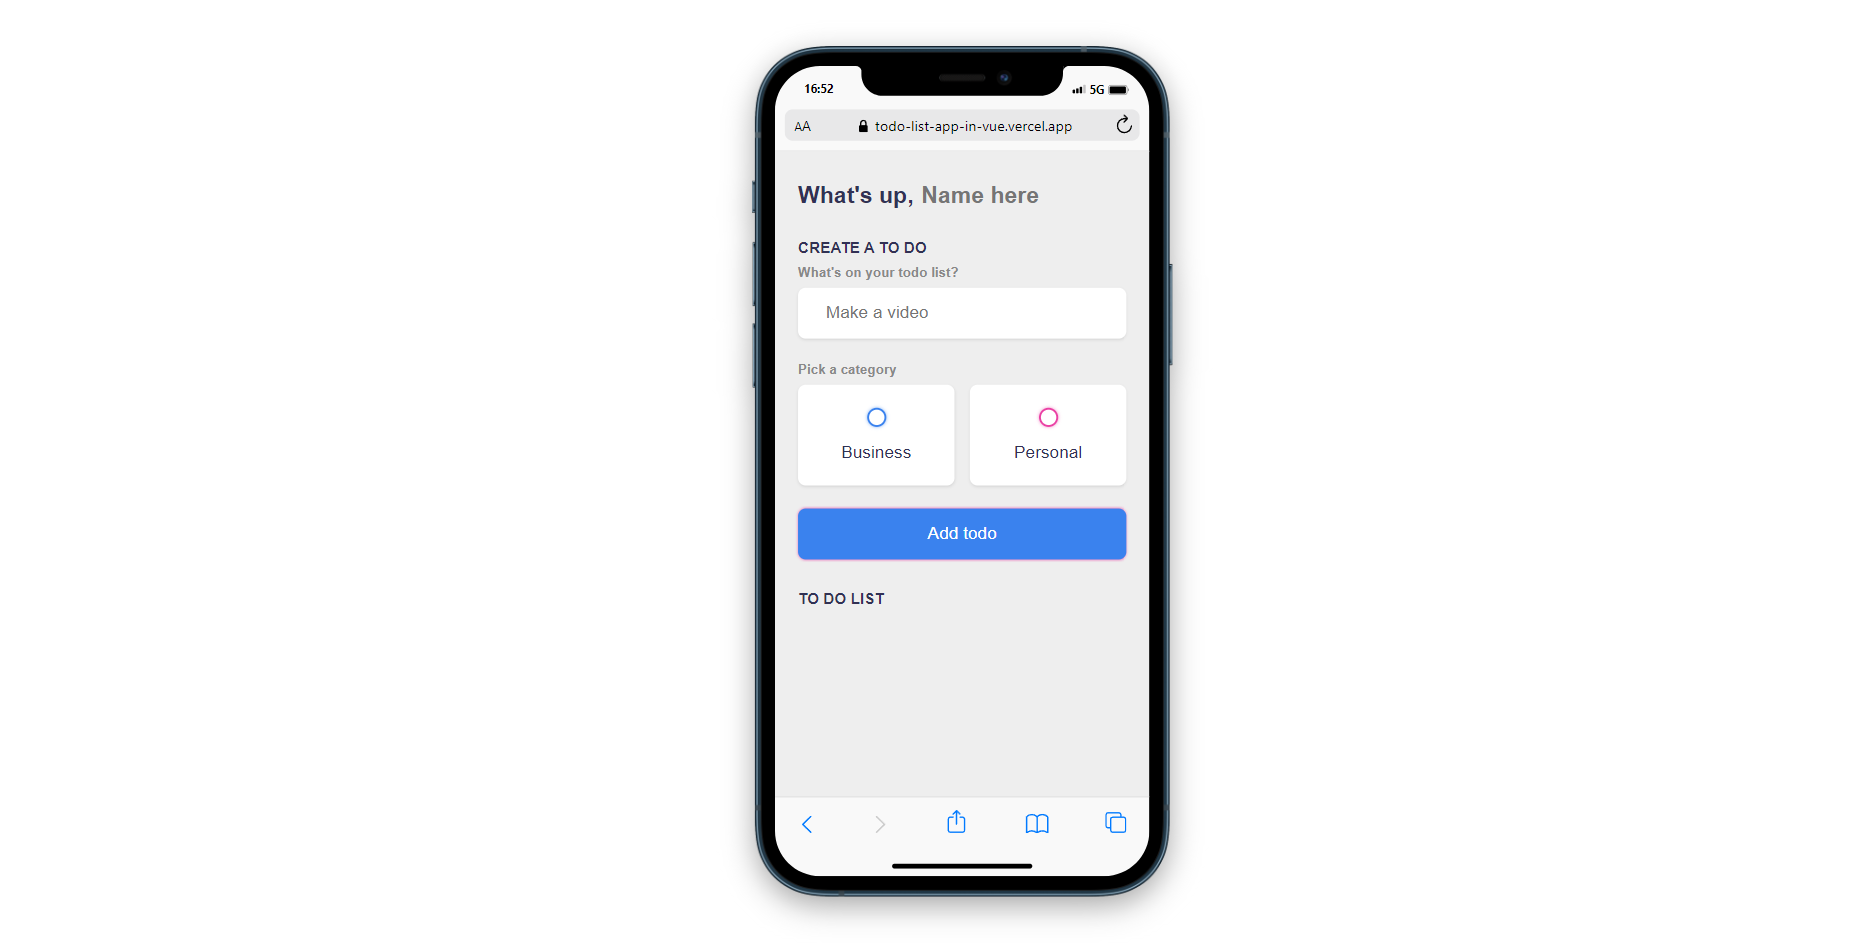 16:52 5G
AA todo-list-app-in-vue.vercel.app
What's up, Name here
CREATE A TO DO
What's on your todo list?
Make a video
Pick a category
Business Personal
Add todo
TO DO LIST